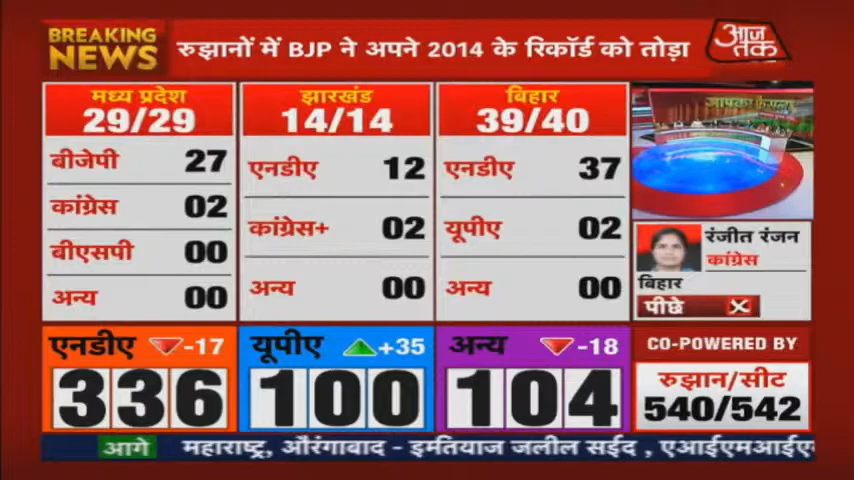 BREAKING NEWS
रुझानों में BJP ने अपने 2014 के रिकॉर्ड को तोड़ा
आज तक
मध्य प्रदेश
29/29
बीजेपी 27
कांग्रेस 02
बीएसपी 00
अन्य 00
झारखंड
14/14
एनडीए 12
कांग्रेस+ 02
अन्य 00
बिहार
39/40
एनडीए 37
यूपीए 02
अन्य 00
रंजीत रंजन
कांग्रेस
बिहार
पीछे
एनडीए -17
336
यूपीए +35
100
अन्य -18
104
CO-POWERED BY
रुझान/सीट
540/542
आगे महाराष्ट्र, औरंगाबाद - इमतियाज जलील सईद , एआईएमआईए